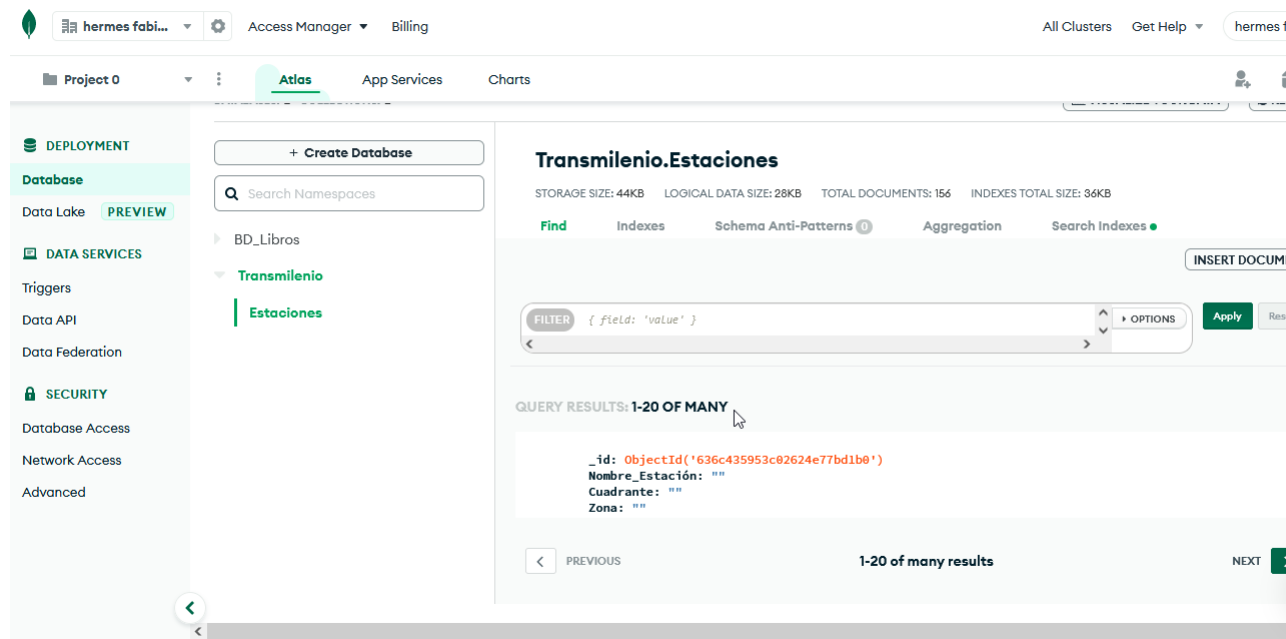 hermes fabi...
Access Manager
Billing
All Clusters
Get Help
hermes f
Project 0
Atlas
App Services
Charts
DEPLOYMENT
Database
Data Lake
PREVIEW
DATA SERVICES
Triggers
Data API
Data Federation
SECURITY
Database Access
Network Access
Advanced
+ Create Database
Search Namespaces
BD_Libros
Transmilenio
Estaciones
Transmilenio.Estaciones
STORAGE SIZE: 44KB LOGICAL DATA SIZE: 28KB TOTAL DOCUMENTS: 156 INDEXES TOTAL SIZE: 36KB
Find
Indexes
Schema Anti-Patterns 0
Aggregation
Search Indexes
INSERT DOCUM
FILTER { field: 'value' }
OPTIONS
Apply
Res
QUERY RESULTS: 1-20 OF MANY
_id: ObjectId('636c435953c02624e77bd1b0')
Nombre_Estación: ""
Cuadrante: ""
Zona: ""
PREVIOUS
1-20 of many results
NEXT